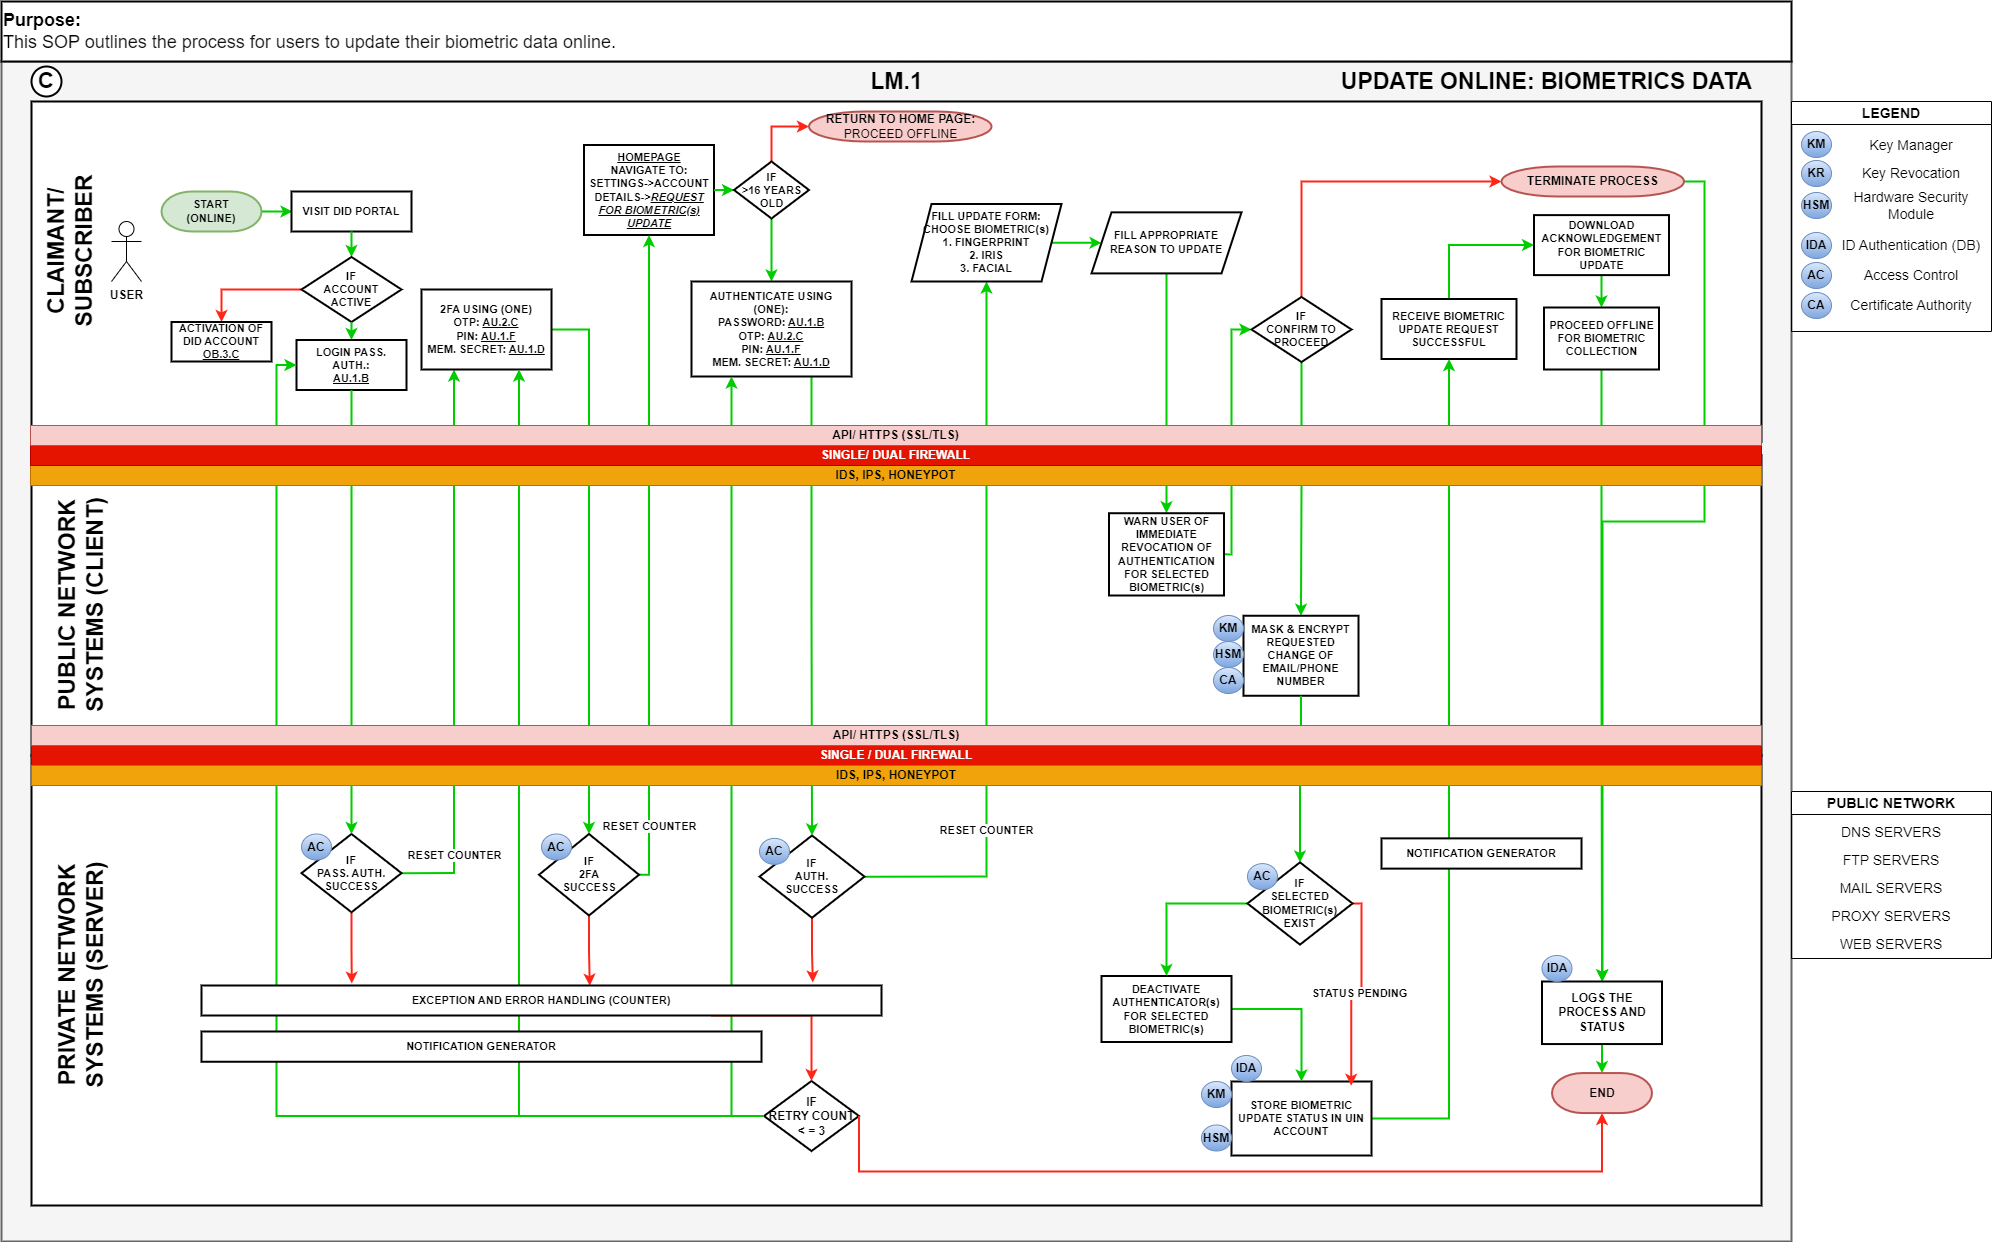 Purpose:
This SOP outlines the process for users to update their biometric data online.
C
LM.1
UPDATE ONLINE: BIOMETRICS DATA
CLAIMANT/
SUBSCRIBER
USER
START
(ONLINE)
VISIT DID PORTAL
IF
ACCOUNT
ACTIVE
ACTIVATION OF
DID ACCOUNT
OB.3.C
LOGIN PASS.
AUTH.:
AU.1.B
2FA USING (ONE)
OTP: AU.2.C
PIN: AU.1.F
MEM. SECRET: AU.1.D
HOMEPAGE
NAVIGATE TO:
SETTINGS->ACCOUNT
DETAILS->REQUEST
FOR BIOMETRIC(s)
UPDATE
IF
>16 YEARS
OLD
RETURN TO HOME PAGE:
PROCEED OFFLINE
AUTHENTICATE USING
(ONE):
PASSWORD: AU.1.B
OTP: AU.2.C
PIN: AU.1.F
MEM. SECRET: AU.1.D
FILL UPDATE FORM:
CHOOSE BIOMETRIC(s)
1. FINGERPRINT
2. IRIS
3. FACIAL
FILL APPROPRIATE
REASON TO UPDATE
IF
CONFIRM TO
PROCEED
TERMINATE PROCESS
RECEIVE BIOMETRIC
UPDATE REQUEST
SUCCESSFUL
DOWNLOAD
ACKNOWLEDGEMENT
FOR BIOMETRIC
UPDATE
PROCEED OFFLINE
FOR BIOMETRIC
COLLECTION
API/ HTTPS (SSL/TLS)
SINGLE/ DUAL FIREWALL
IDS, IPS, HONEYPOT
PUBLIC NETWORK
SYSTEMS (CLIENT)
WARN USER OF
IMMEDIATE
REVOCATION OF
AUTHENTICATION
FOR SELECTED
BIOMETRIC(s)
KM
HSM
CA
MASK & ENCRYPT
REQUESTED
CHANGE OF
EMAIL/PHONE
NUMBER
API/ HTTPS (SSL/TLS)
SINGLE / DUAL FIREWALL
IDS, IPS, HONEYPOT
PRIVATE NETWORK
SYSTEMS (SERVER)
AC
IF
PASS. AUTH.
SUCCESS
RESET COUNTER
AC
IF
2FA
SUCCESS
RESET COUNTER
AC
IF
AUTH.
SUCCESS
RESET COUNTER
EXCEPTION AND ERROR HANDLING (COUNTER)
NOTIFICATION GENERATOR
IF
RETRY COUNT
< = 3
AC
IF
SELECTED
BIOMETRIC(s)
EXIST
NOTIFICATION GENERATOR
DEACTIVATE
AUTHENTICATOR(s)
FOR SELECTED
BIOMETRIC(s)
STATUS PENDING
IDA
KM
HSM
STORE BIOMETRIC
UPDATE STATUS IN UIN
ACCOUNT
IDA
LOGS THE
PROCESS AND
STATUS
END
LEGEND
KM Key Manager
KR Key Revocation
HSM Hardware Security
Module
IDA ID Authentication (DB)
AC Access Control
CA Certificate Authority
PUBLIC NETWORK
DNS SERVERS
FTP SERVERS
MAIL SERVERS
PROXY SERVERS
WEB SERVERS